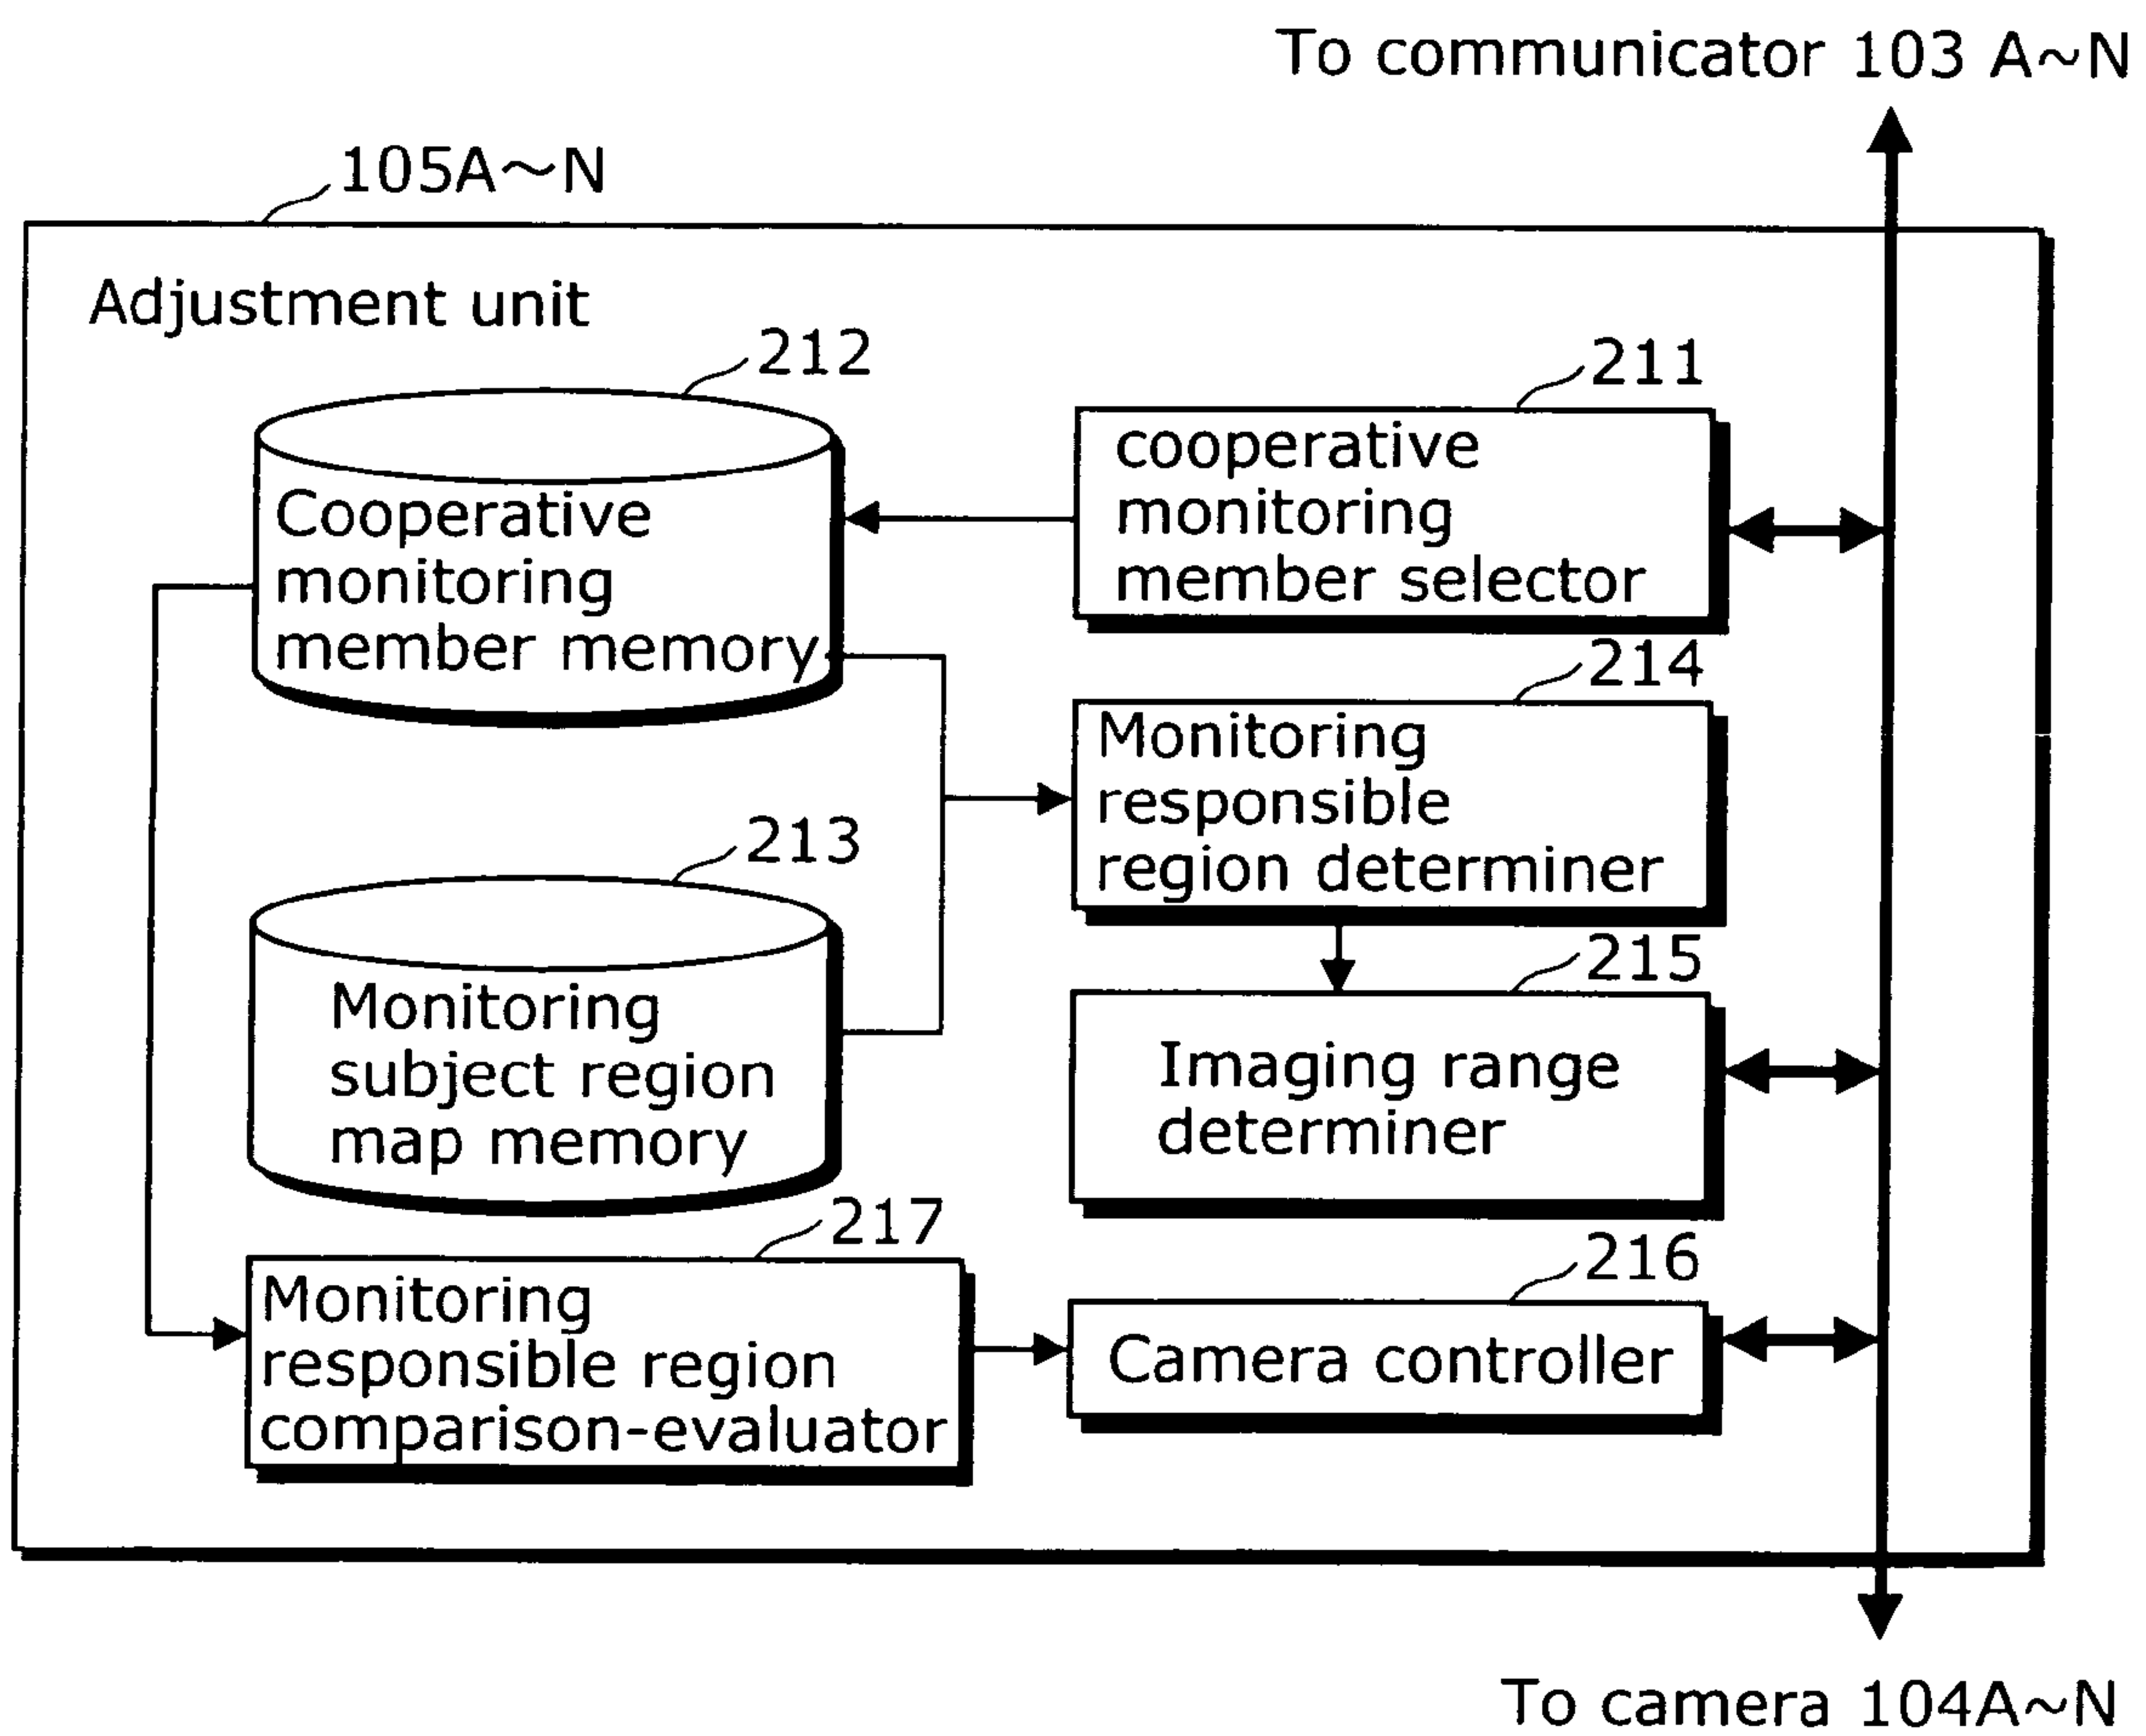 To communicator 103 A~N
105A~N
Adjustment unit
212
211
Cooperative
monitoring
member memory
cooperative
monitoring
member selector
214
Monitoring
responsible
region determiner
213
Monitoring
subject region
map memory
215
Imaging range
determiner
217
Monitoring
responsible region
comparison-evaluator
216
Camera controller
To camera 104A~N